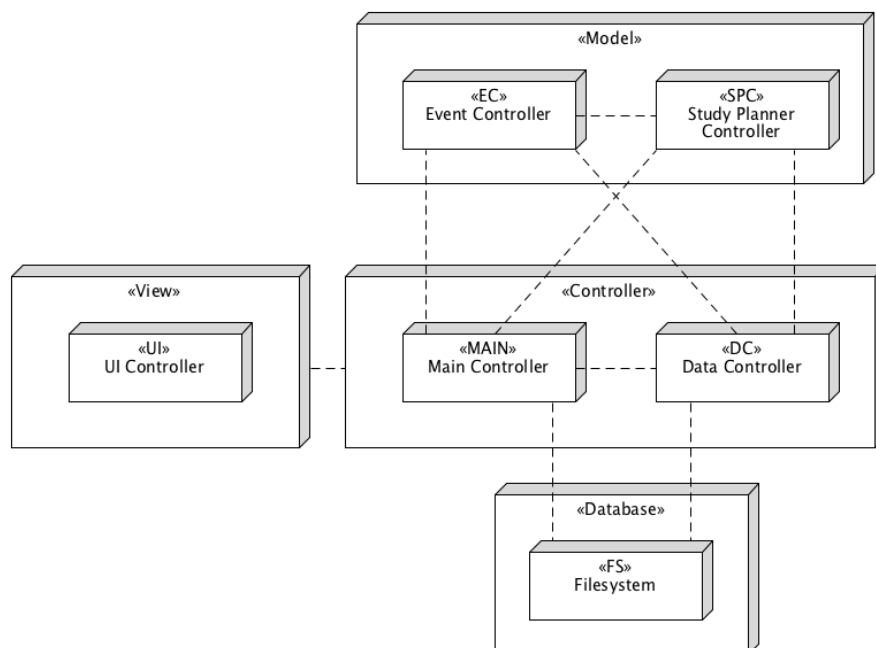 «Model»
«EC»
Event Controller
«SPC»
Study Planner
Controller
«View»
«UI»
UI Controller
«Controller»
«MAIN»
Main Controller
«DC»
Data Controller
«Database»
«FS»
Filesystem